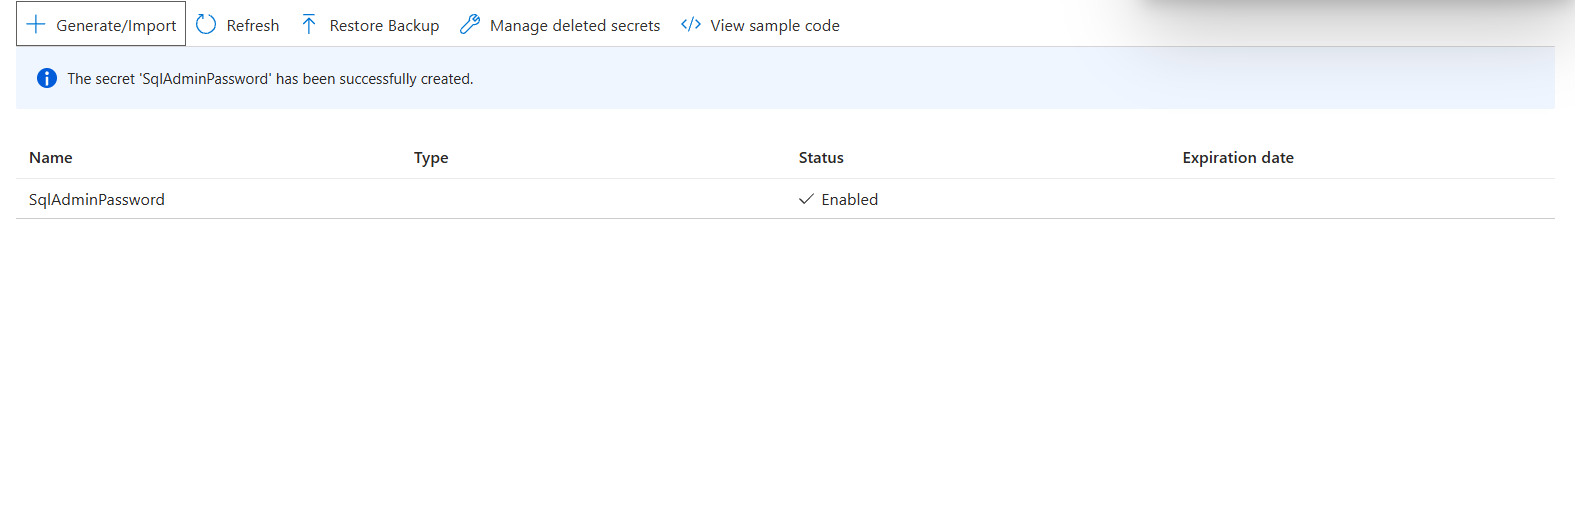 Generate/Import Refresh Restore Backup Manage deleted secrets View sample code
The secret 'SqlAdminPassword' has been successfully created.
Name Type Status Expiration date
SqlAdminPassword Enabled